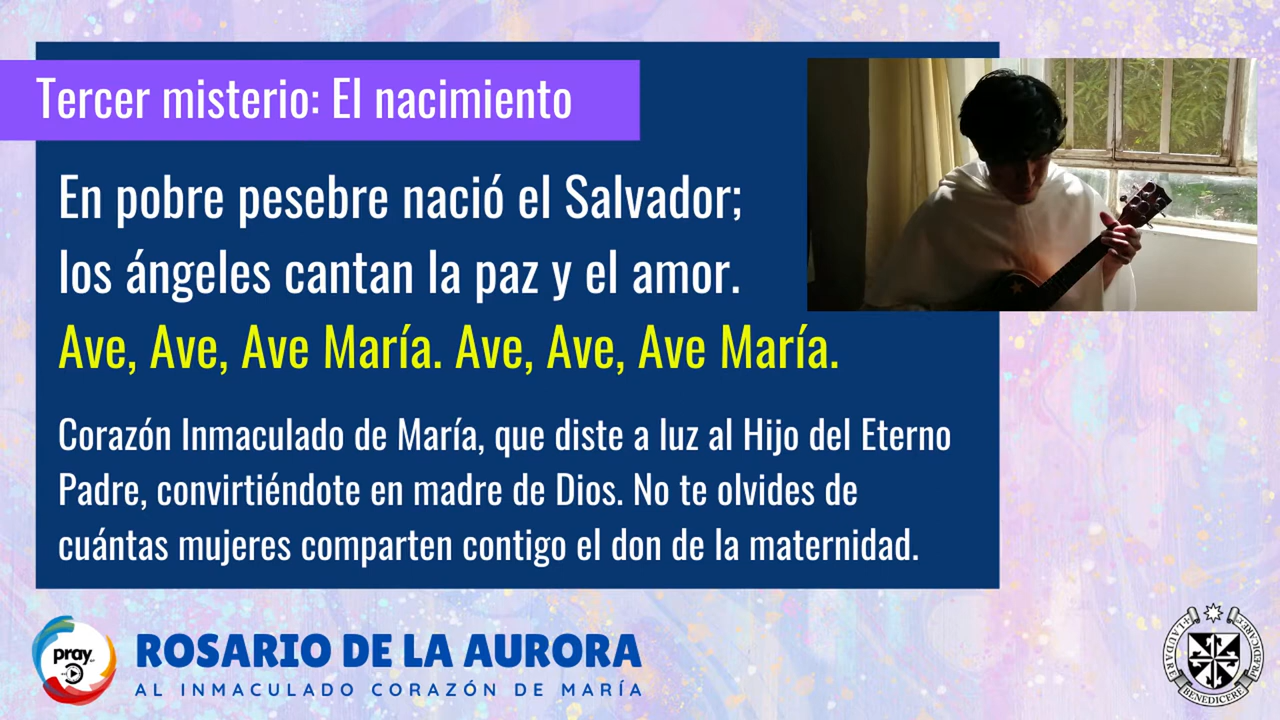 Tercer misterio: El nacimiento
En pobre pesebre nació el Salvador;
los ángeles cantan la paz y el amor.
Ave, Ave, Ave María. Ave, Ave, Ave María.
Corazón Inmaculado de María, que diste a luz al Hijo del Eterno
Padre, convirtiéndote en madre de Dios. No te olvides de
cuántas mujeres comparten contigo el don de la maternidad.
pray
ROSARIO DE LA AURORA
AL INMACULADO CORAZÓN DE MARÍA
LAUDARE
BENEDICERE
PRÆDICARE